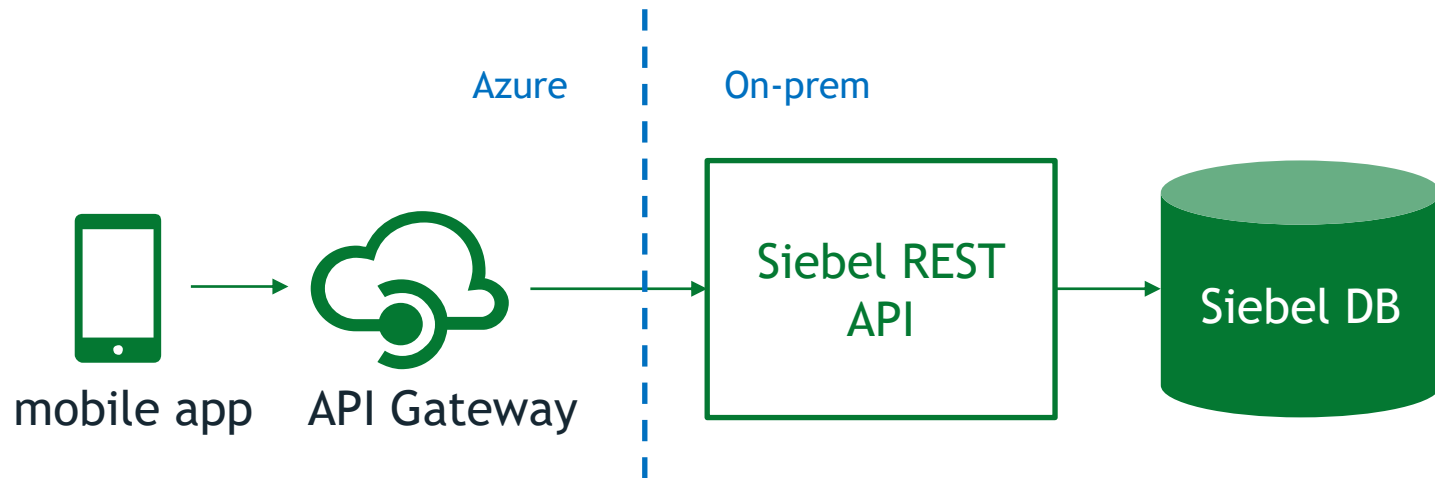 Azure
On-prem
Siebel REST
API
Siebel DB
mobile app
API Gateway